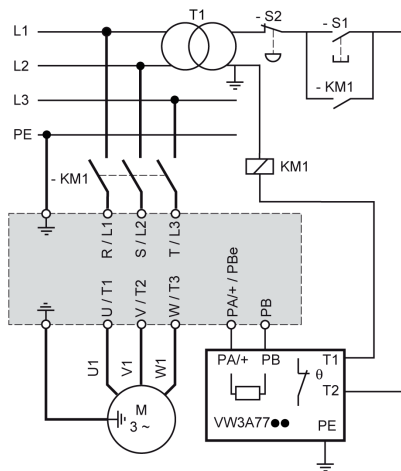 T1
- S2
- S1
L1
L2
L3
PE
- KM1
KM1
- KM1
R / L1
S / L2
T / L3
U / T1
V / T2
W / T3
PA/+ / PBe
PB
U1
V1
W1
M
3 ~
PA/+
PB
θ
T1
T2
VW3A77●●
PE